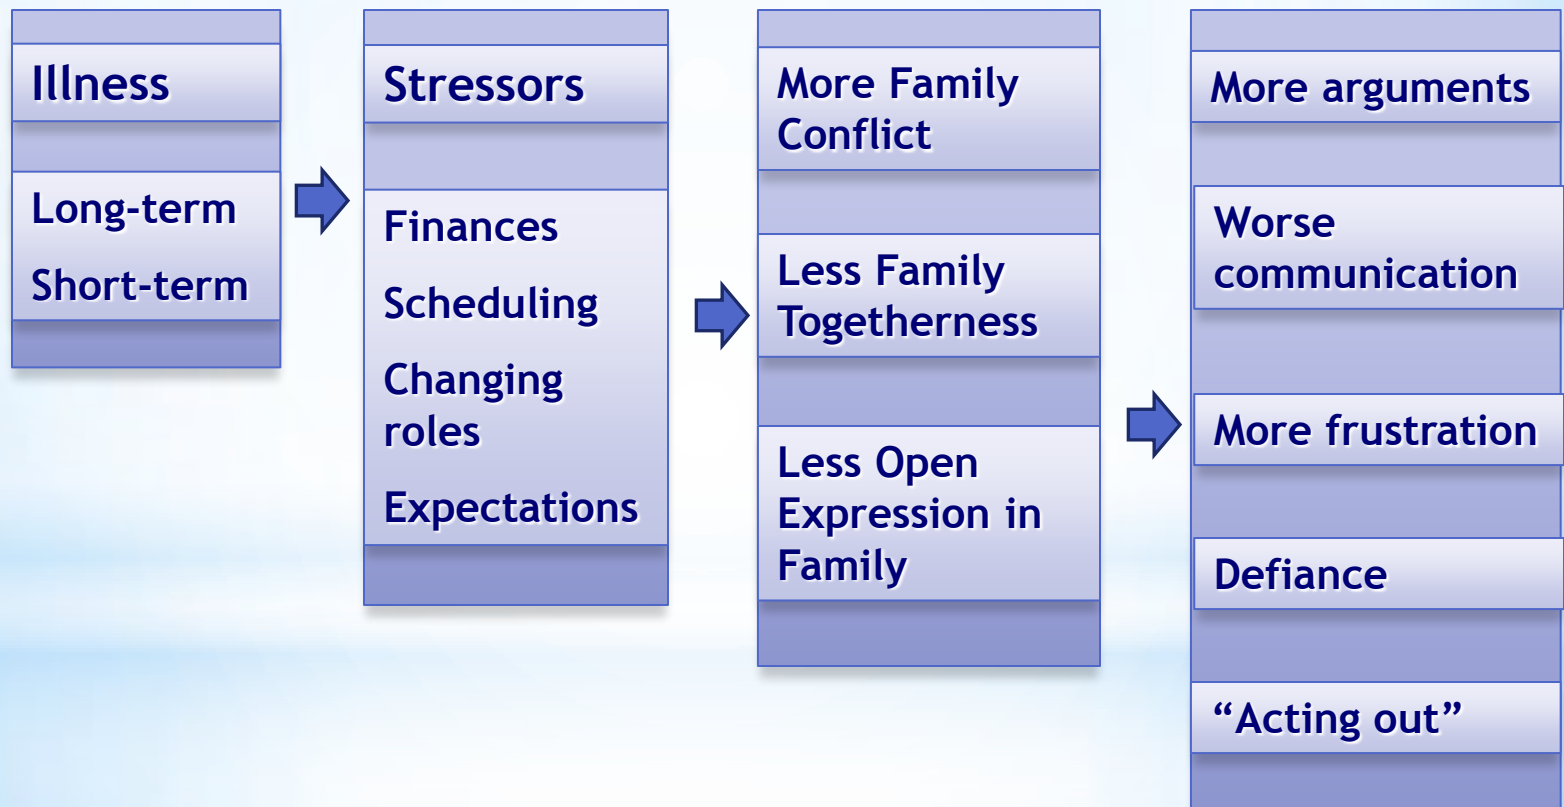 Illness
Long-term
Short-term
Stressors
Finances
Scheduling
Changing
roles
Expectations
More Family
Conflict
Less Family
Togetherness
Less Open
Expression in
Family
More arguments
Worse
communication
More frustration
Defiance
“Acting out”